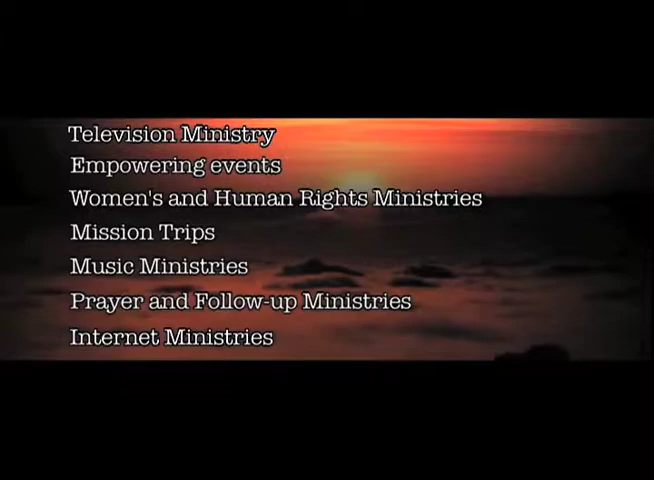 Television Ministry
Empowering events
Women's and Human Rights Ministries
Mission Trips
Music Ministries
Prayer and Follow-up Ministries
Internet Ministries